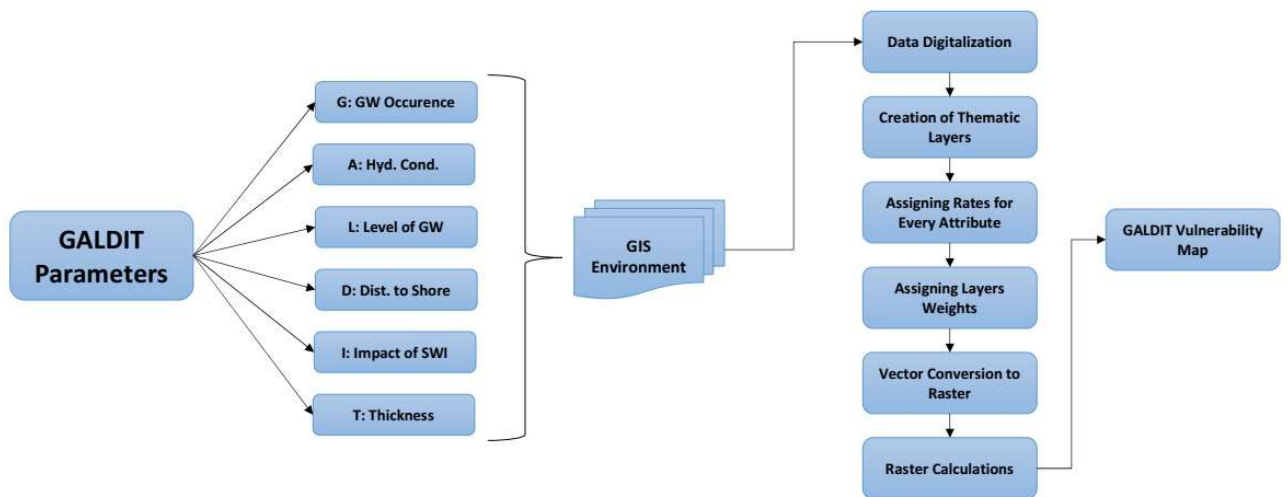 GALDIT
Parameters
G: GW Occurence
A: Hyd. Cond.
L: Level of GW
D: Dist. to Shore
I: Impact of SWI
T: Thickness
GIS
Environment
Data Digitalization
Creation of Thematic
Layers
Assigning Rates for
Every Attribute
Assigning Layers
Weights
Vector Conversion to
Raster
Raster Calculations
GALDIT Vulnerability
Map